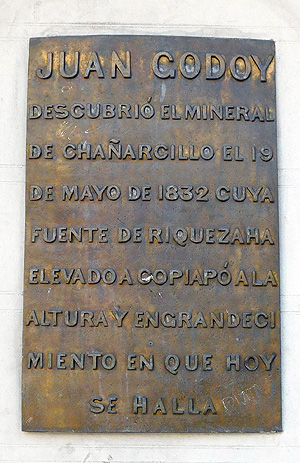 JUAN GODOY
DESCUBRIÓ EL MINERAL
DE CHAÑARCILLO EL 19
DE MAYO DE 1832 CUYA
FUENTE DE RIQUEZA HA
ELEVADO A COPIAPÓ A LA
ALTURA Y ENGRANDECI
MIENTO EN QUE HOY
SE HALLA